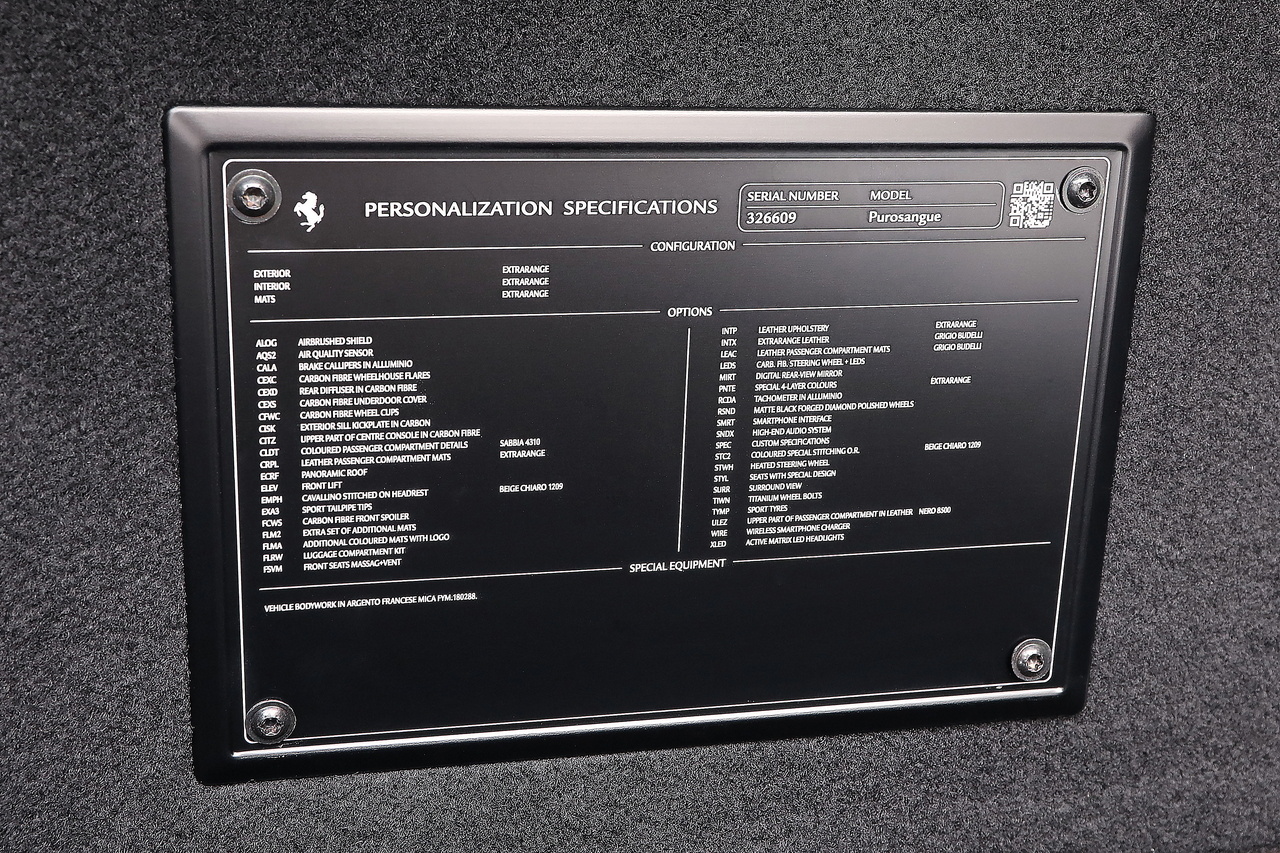 PERSONALIZATION SPECIFICATIONS
SERIAL NUMBER MODEL
326609 Purosangue
CONFIGURATION
EXTERIOR EXTRARANGE
INTERIOR EXTRARANGE
MATS EXTRARANGE
OPTIONS
ALOG AIRBRUSHED SHIELD
AQS2 AIR QUALITY SENSOR
CALA BRAKE CALLIPERS IN ALLUMINIO
CEXC CARBON FIBRE WHEELHOUSE FLARES
CEXD REAR DIFFUSER IN CARBON FIBRE
CEXS CARBON FIBRE UNDERDOOR COVER
CFWC CARBON FIBRE WHEEL CUPS
CISK EXTERIOR SILL KICKPLATE IN CARBON
CITZ UPPER PART OF CENTRE CONSOLE IN CARBON FIBRE
CLDT COLOURED PASSENGER COMPARTMENT DETAILS SABBIA 4310
CRPL LEATHER PASSENGER COMPARTMENT MATS EXTRARANGE
ECRF PANORAMIC ROOF
ELEV FRONT LIFT
EMPH CAVALLINO STITCHED ON HEADREST BEIGE CHIARO 1209
EXA3 SPORT TAILPIPE TIPS
FCWS CARBON FIBRE FRONT SPOILER
FLM2 EXTRA SET OF ADDITIONAL MATS
FLMA ADDITIONAL COLOURED MATS WITH LOGO
FLRW LUGGAGE COMPARTMENT KIT
FSVM FRONT SEATS MASSAG+VENT
INTP LEATHER UPHOLSTERY EXTRARANGE
INTX EXTRARANGE LEATHER GRIGIO BUDELLI
LEAC LEATHER PASSENGER COMPARTMENT MATS GRIGIO BUDELLI
LEDS CARB. FIB. STEERING WHEEL + LEDS
MIRT DIGITAL REAR-VIEW MIRROR
PNTE SPECIAL 4-LAYER COLOURS EXTRARANGE
RCDA TACHOMETER IN ALLUMINIO
RSND MATTE BLACK FORGED DIAMOND POLISHED WHEELS
SMRT SMARTPHONE INTERFACE
SNDX HIGH-END AUDIO SYSTEM
SPEC CUSTOM SPECIFICATIONS
STC2 COLOURED SPECIAL STITCHING O.R. BEIGE CHIARO 1209
STWH HEATED STEERING WHEEL
STYL SEATS WITH SPECIAL DESIGN
SURR SURROUND VIEW
TIWN TITANIUM WHEEL BOLTS
TYMP SPORT TYRES
ULEZ UPPER PART OF PASSENGER COMPARTMENT IN LEATHER NERO 8500
WIRE WIRELESS SMARTPHONE CHARGER
XLED ACTIVE MATRIX LED HEADLIGHTS
SPECIAL EQUIPMENT
VEHICLE BODYWORK IN ARGENTO FRANCESE MICA FYM.180288.